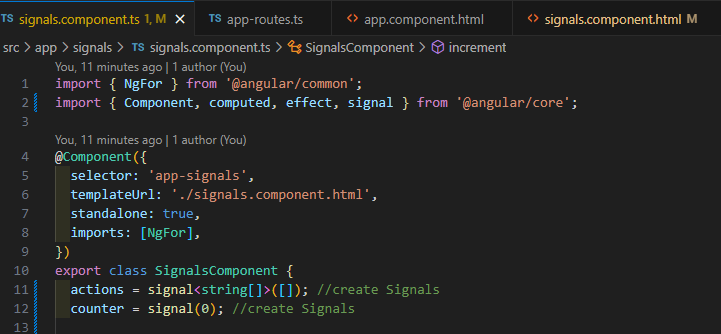 TS signals.component.ts 1, M × TS app-routes.ts <> app.component.html <> signals.component.html M
src > app > signals > TS signals.component.ts > SignalsComponent > increment
You, 11 minutes ago | 1 author (You)
1 import { NgFor } from '@angular/common';
2 import { Component, computed, effect, signal } from '@angular/core';
3
You, 11 minutes ago | 1 author (You)
4 @Component({
5   selector: 'app-signals',
6   templateUrl: './signals.component.html',
7   standalone: true,
8   imports: [NgFor],
9 })
10 export class SignalsComponent {
11   actions = signal<string[]>([]); //create Signals
12   counter = signal(0); //create Signals
13